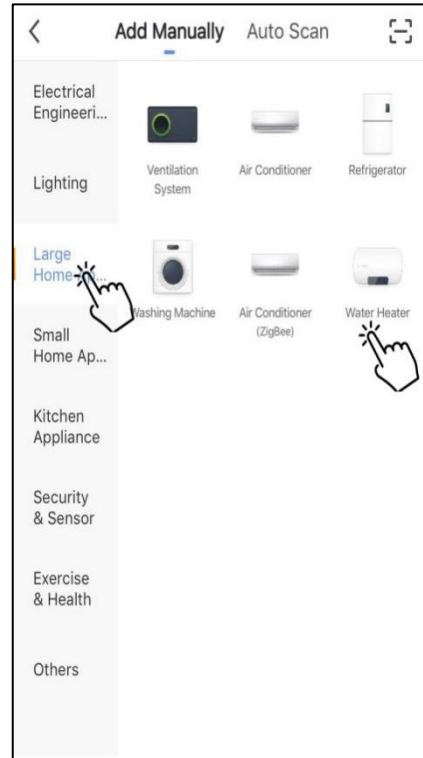 Add Manually Auto Scan
Electrical
Engineeri...
Lighting
Large
Home
Small
Home Ap...
Kitchen
Appliance
Security
& Sensor
Exercise
& Health
Others
Ventilation
System
Air Conditioner
Refrigerator
Washing Machine
Air Conditioner
(ZigBee)
Water Heater